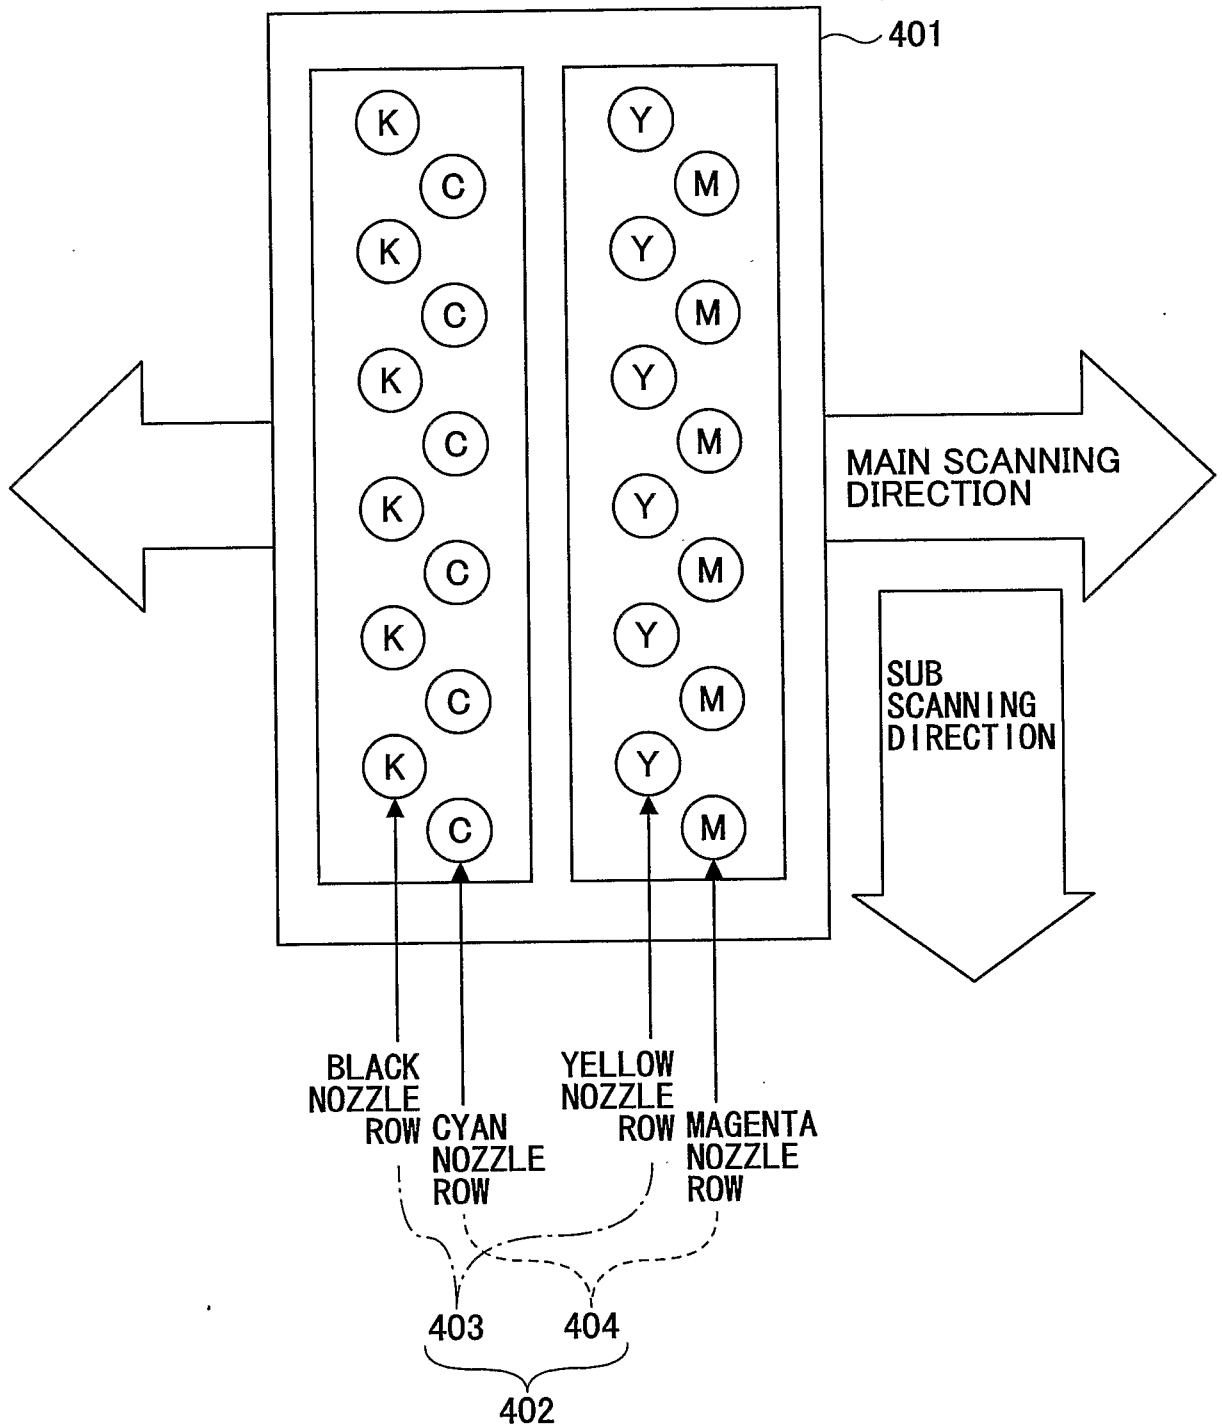 401
K
Y
C
M
K
Y
C
M
K
Y
C
M
K
Y
C
M
K
Y
C
M
K
Y
C
M
MAIN SCANNING
DIRECTION
SUB
SCANNING
DIRECTION
BLACK
NOZZLE
ROW
CYAN
NOZZLE
ROW
YELLOW
NOZZLE
ROW
MAGENTA
NOZZLE
ROW
403
404
402